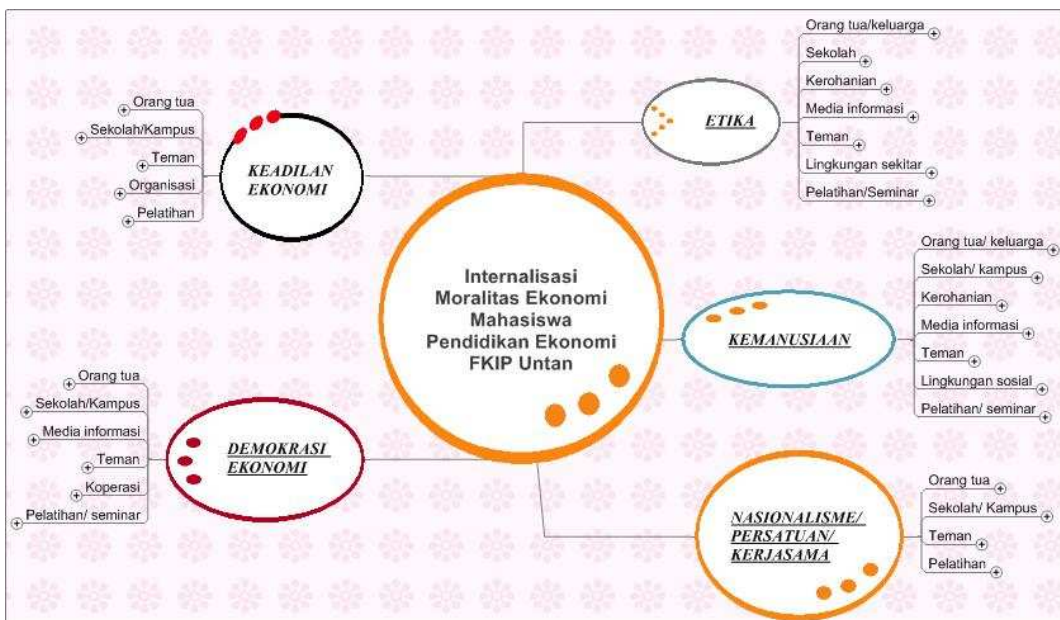 Internalisasi
Moralitas Ekonomi
Mahasiswa
Pendidikan Ekonomi
FKIP Untan
ETIKA
Orang tua/keluarga
Sekolah
Kerohanian
Media informasi
Teman
Lingkungan sekitar
Pelatihan/Seminar
KEMANUSIAAN
Orang tua/ keluarga
Sekolah/ kampus
Kerohanian
Media informasi
Teman
Lingkungan sosial
Pelatihan/ seminar
NASIONALISME/
PERSATUAN/
KERJASAMA
Orang tua
Sekolah/ Kampus
Teman
Pelatihan
DEMOKRASI
EKONOMI
Orang tua
Sekolah/Kampus
Media informasi
Teman
Koperasi
Pelatihan/ seminar
KEADILAN
EKONOMI
Orang tua
Sekolah/Kampus
Teman
Organisasi
Pelatihan